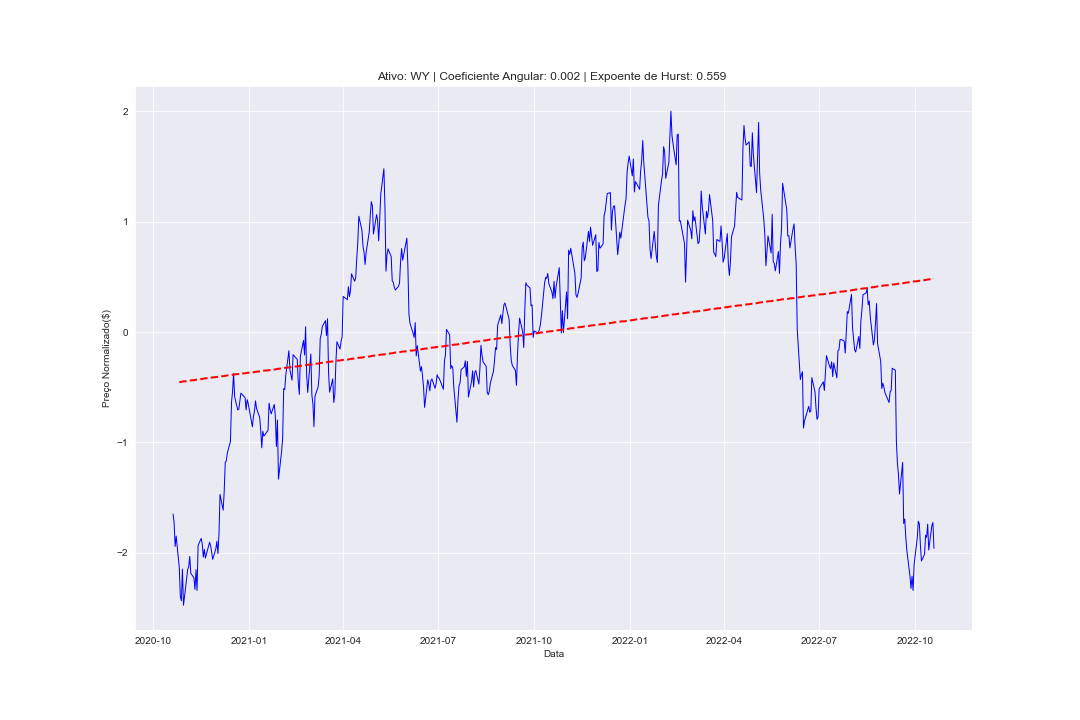 Ativo: WY | Coeficiente Angular: 0.002 | Expoente de Hurst: 0.559
Preço Normalizado($)
2
1
0
−1
−2
2020-10 2021-01 2021-04 2021-07 2021-10 2022-01 2022-04 2022-07 2022-10
Data